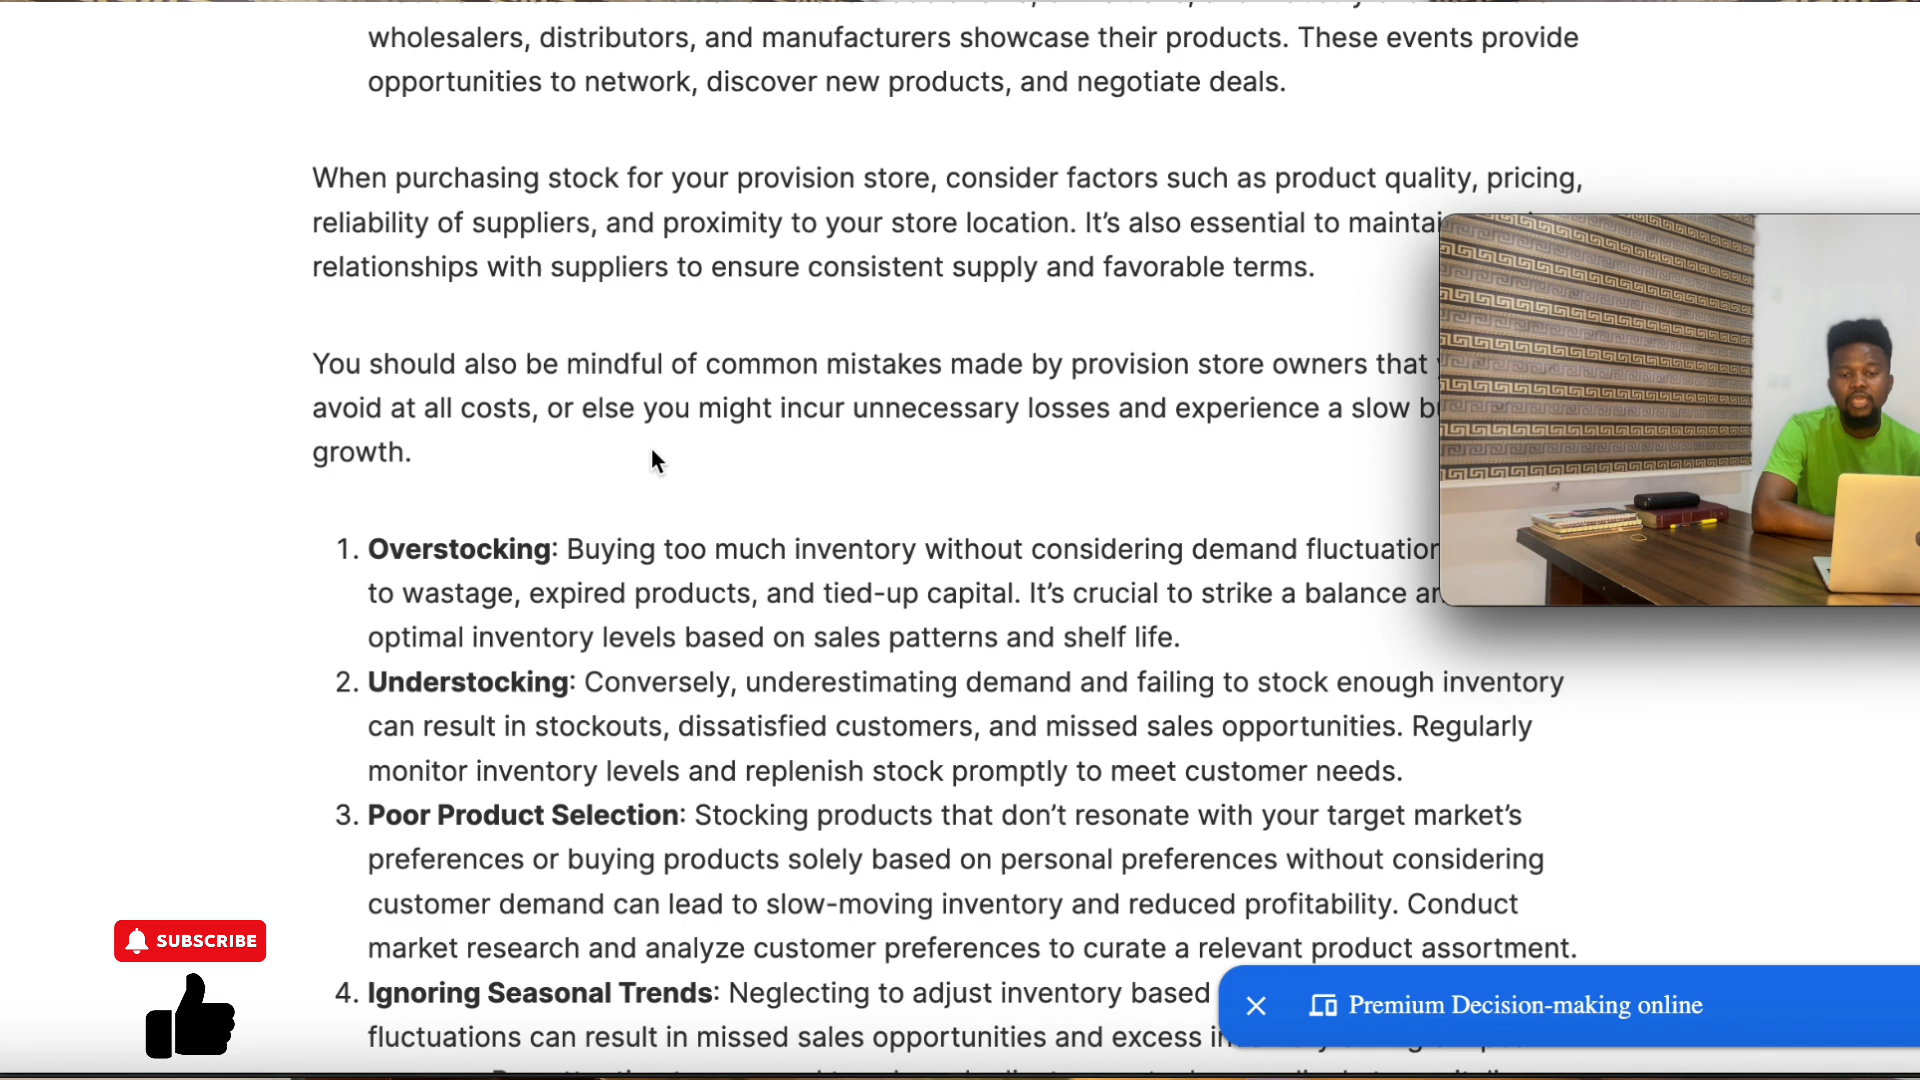 wholesalers, distributors, and manufacturers showcase their products. These events provide
opportunities to network, discover new products, and negotiate deals.
When purchasing stock for your provision store, consider factors such as product quality, pricing,
reliability of suppliers, and proximity to your store location. It’s also essential to maintai
relationships with suppliers to ensure consistent supply and favorable terms.
You should also be mindful of common mistakes made by provision store owners that
avoid at all costs, or else you might incur unnecessary losses and experience a slow b
growth.
1. Overstocking: Buying too much inventory without considering demand fluctuation
to wastage, expired products, and tied-up capital. It’s crucial to strike a balance an
optimal inventory levels based on sales patterns and shelf life.
2. Understocking: Conversely, underestimating demand and failing to stock enough inventory
can result in stockouts, dissatisfied customers, and missed sales opportunities. Regularly
monitor inventory levels and replenish stock promptly to meet customer needs.
3. Poor Product Selection: Stocking products that don’t resonate with your target market’s
preferences or buying products solely based on personal preferences without considering
customer demand can lead to slow-moving inventory and reduced profitability. Conduct
market research and analyze customer preferences to curate a relevant product assortment.
4. Ignoring Seasonal Trends: Neglecting to adjust inventory based
fluctuations can result in missed sales opportunities and excess
SUBSCRIBE
Premium Decision-making online